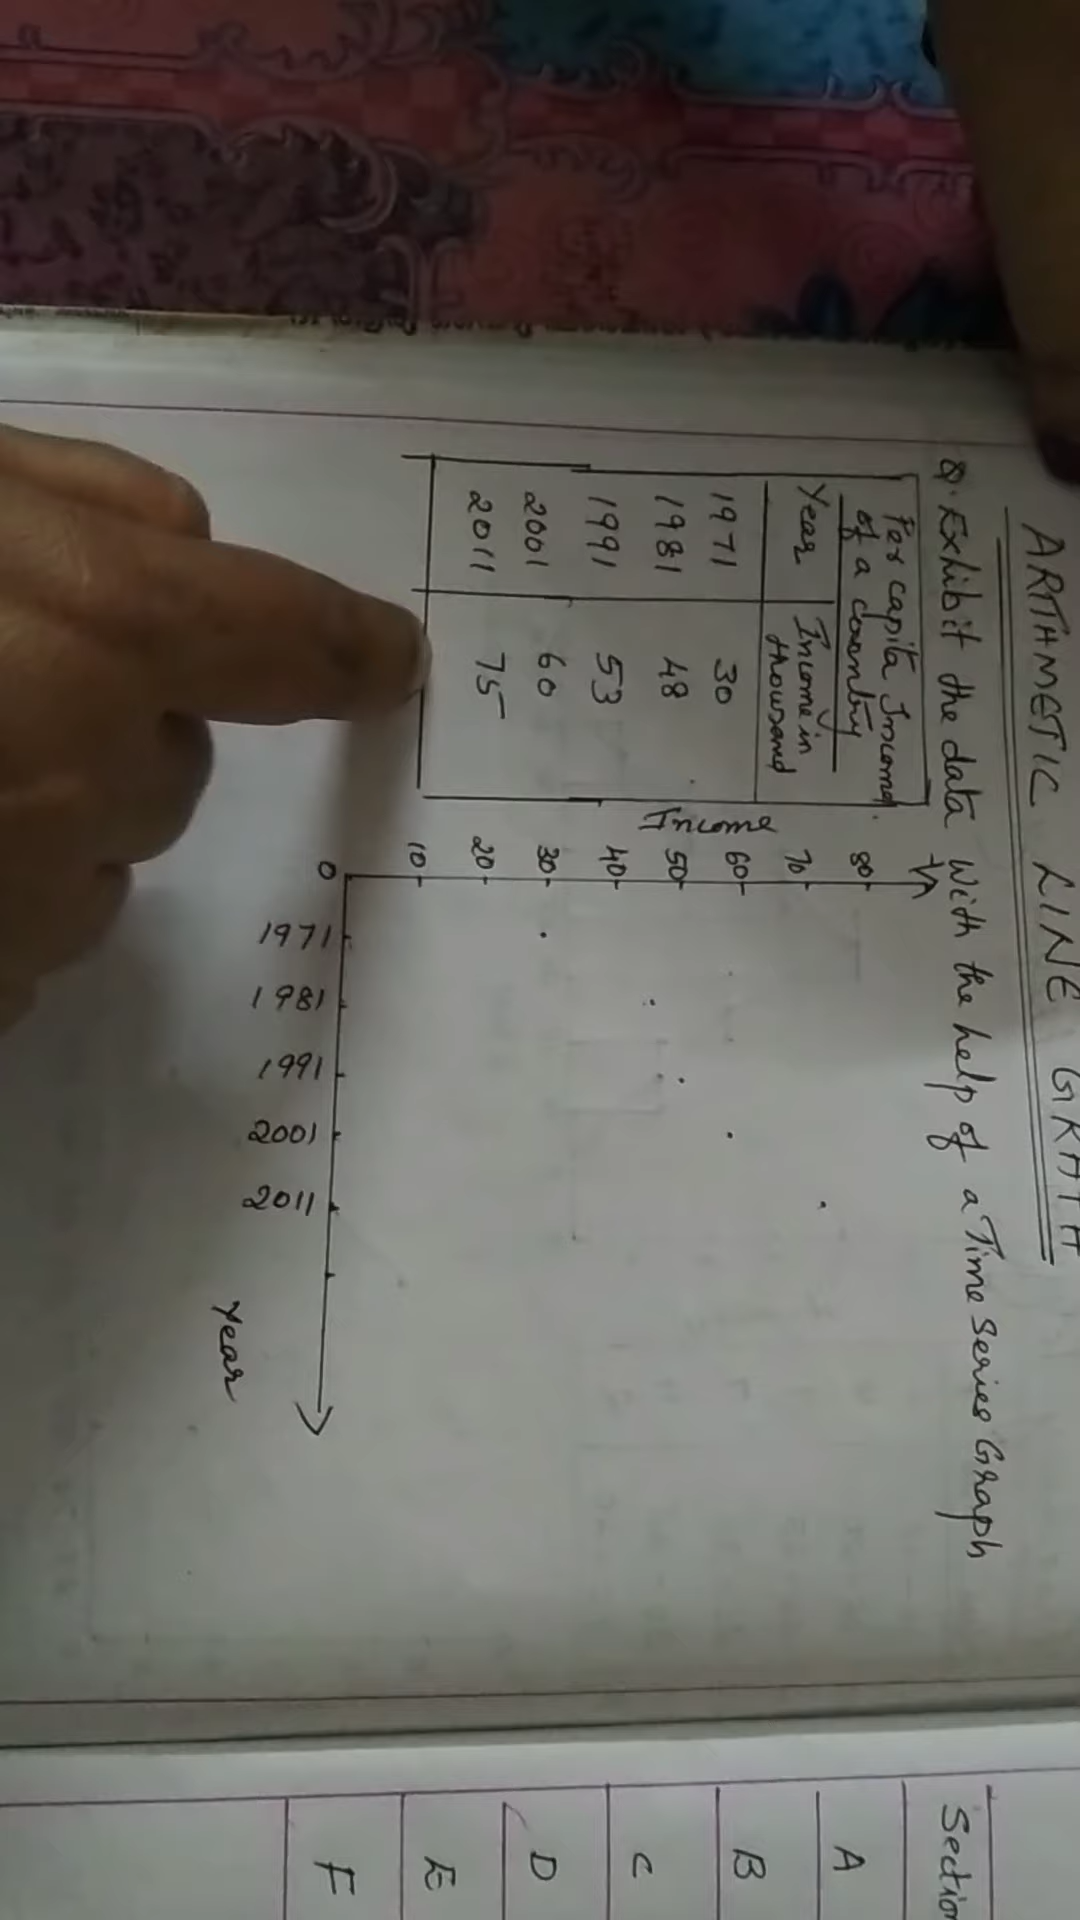 ARITHMETIC LINE GRAPH
Q. Exhibit the data with the help of a Time Series Graph
Per capita Income
of a country
Year Income in
thousand
1971 30
1981 48
1991 53
2001 60
2011 75
Income
80
70
60
50
40
30
20
10
0
1971 1981 1991 2001 2011
Year
Section
A
B
C
D
E
F